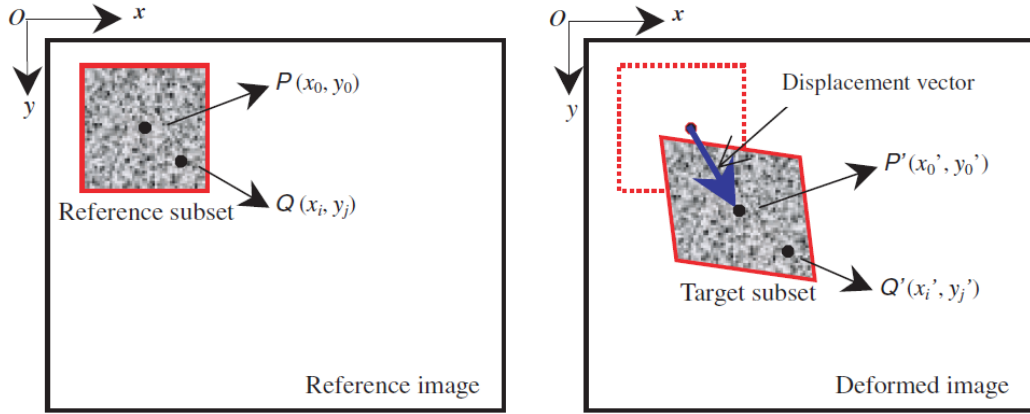 O x
y
P (x₀, y₀)
Reference subset
Q (xᵢ, yⱼ)
Reference image
O x
y
Displacement vector
P’(x₀’, y₀’)
Q’(xᵢ’, yⱼ’)
Target subset
Deformed image